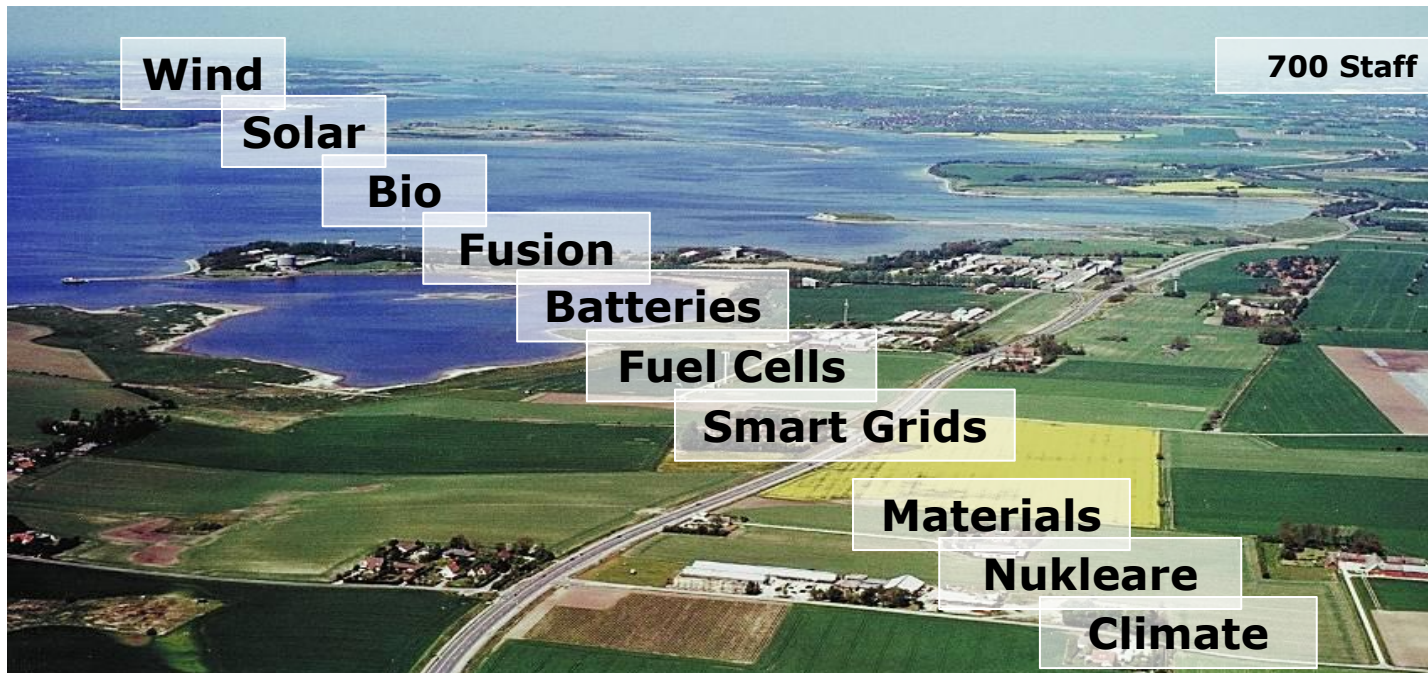 Wind
700 Staff
Solar
Bio
Fusion
Batteries
Fuel Cells
Smart Grids
Materials
Nukleare
Climate